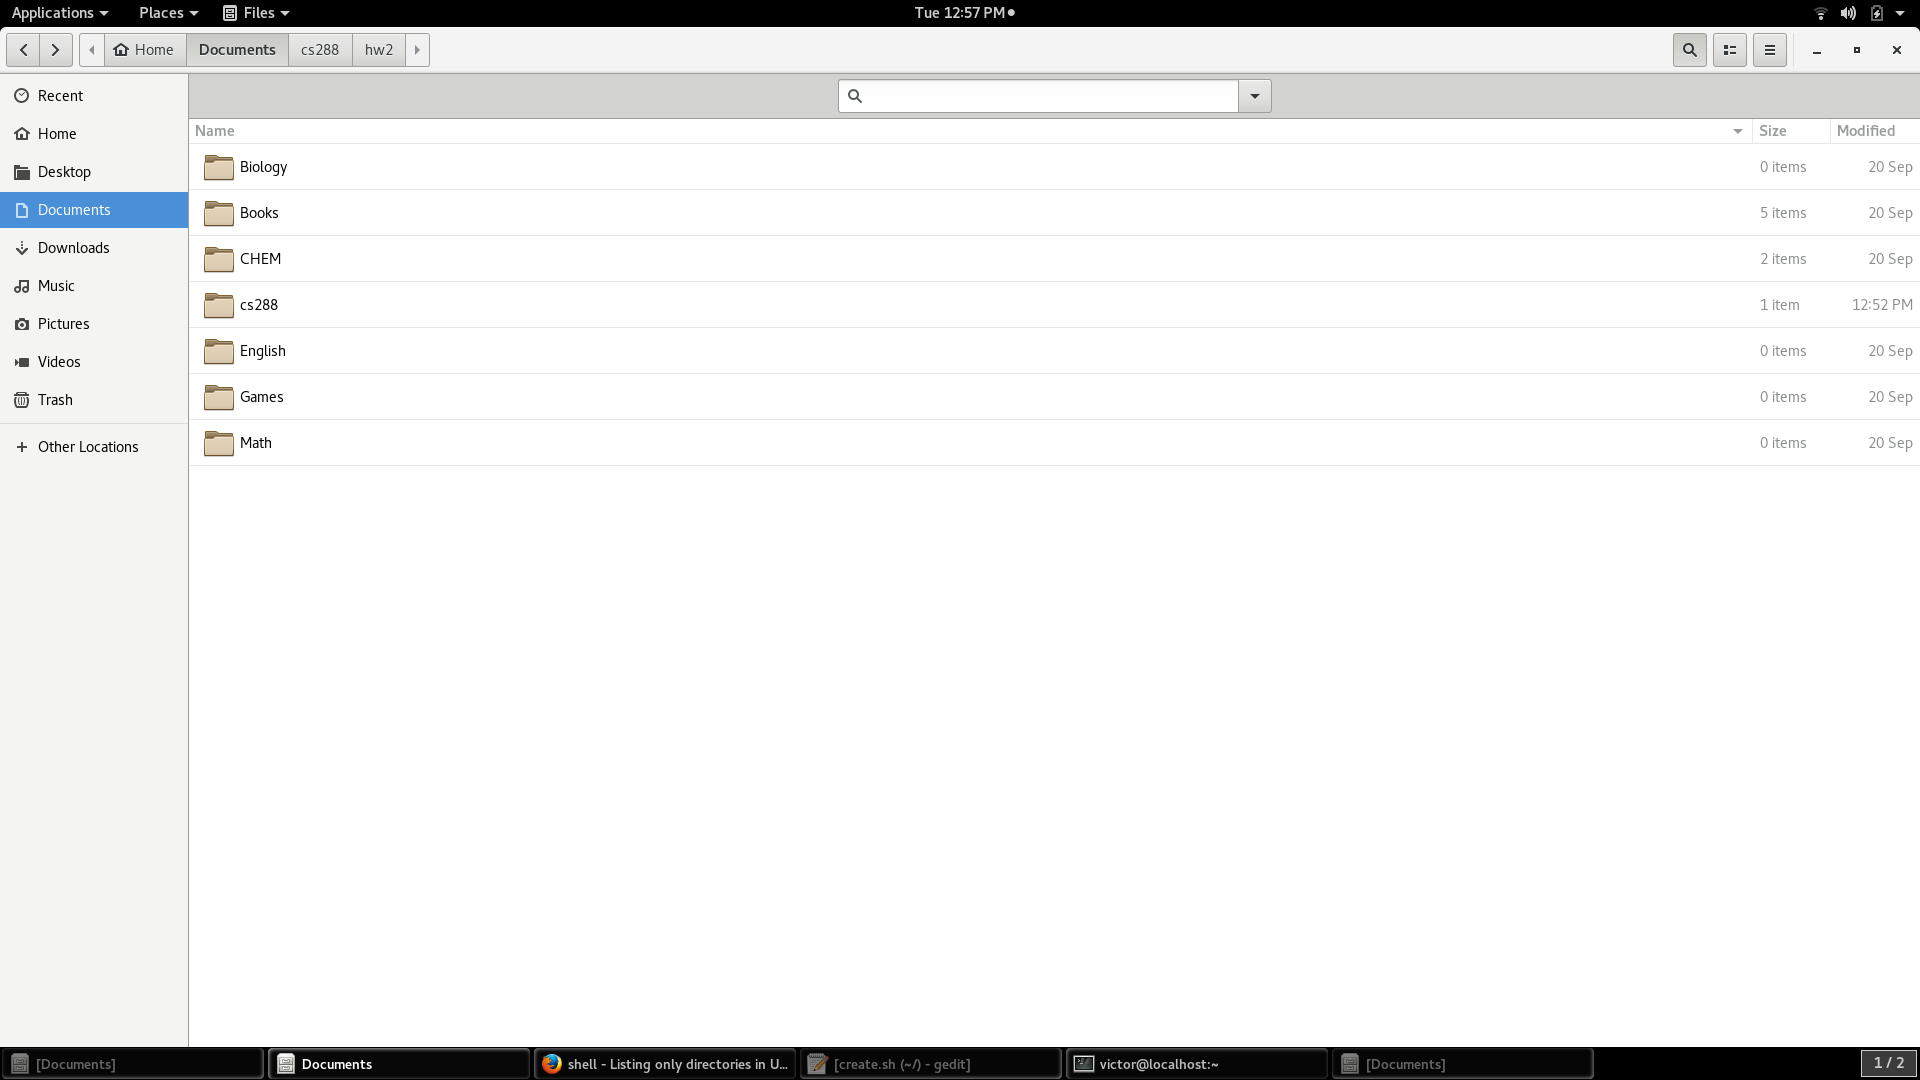 Applications Places Files Tue 12:57 PM
Home Documents cs288 hw2
Recent
Home
Desktop
Documents
Downloads
Music
Pictures
Videos
Trash
Other Locations
Name Size Modified
Biology 0 items 20 Sep
Books 5 items 20 Sep
CHEM 2 items 20 Sep
cs288 1 item 12:52 PM
English 0 items 20 Sep
Games 0 items 20 Sep
Math 0 items 20 Sep
[Documents] Documents shell - Listing only directories in U... [create.sh (~/) - gedit] victor@localhost:~ [Documents] 1 / 2